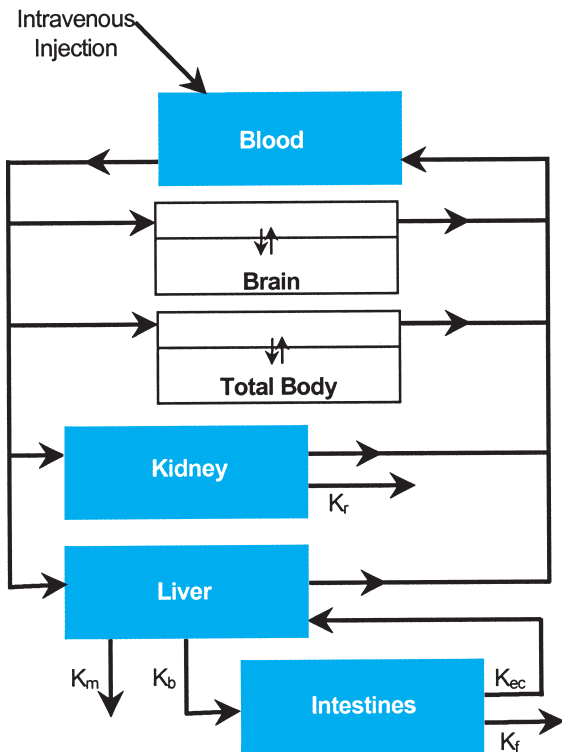 Intravenous
Injection
Blood
Brain
Total Body
Kidney
Kr
Liver
Km
Kb
Kec
Intestines
Kf